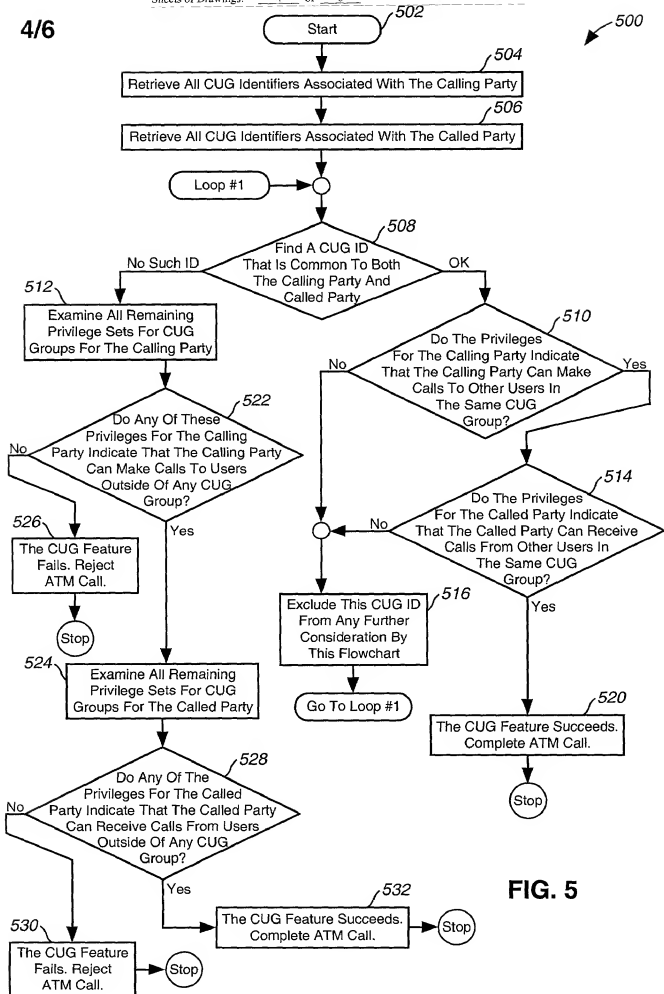 Sheets of Drawings:
4/6
502
500
Start
504
Retrieve All CUG Identifiers Associated With The Calling Party
506
Retrieve All CUG Identifiers Associated With The Called Party
Loop #1
508
Find A CUG ID
That Is Common To Both
The Calling Party And
Called Party
No Such ID
OK
512
Examine All Remaining
Privilege Sets For CUG
Groups For The Calling Party
510
Do The Privileges
For The Calling Party Indicate
That The Calling Party Can Make
Calls To Other Users In
The Same CUG
Group?
No
Yes
522
Do Any Of These
Privileges For The Calling
Party Indicate That The Calling Party
Can Make Calls To Users
Outside Of Any CUG
Group?
No
Yes
514
Do The Privileges
For The Called Party Indicate
That The Called Party Can Receive
Calls From Other Users In
The Same CUG
Group?
No
Yes
526
The CUG Feature
Fails. Reject
ATM Call.
Stop
516
Exclude This CUG ID
From Any Further
Consideration By
This Flowchart
Go To Loop #1
524
Examine All Remaining
Privilege Sets For CUG
Groups For The Called Party
520
The CUG Feature Succeeds.
Complete ATM Call.
Stop
528
Do Any Of The
Privileges For The Called
Party Indicate That The Called Party
Can Receive Calls From Users
Outside Of Any CUG
Group?
No
Yes
532
The CUG Feature Succeeds.
Complete ATM Call.
Stop
530
The CUG Feature
Fails. Reject
ATM Call.
Stop
FIG. 5